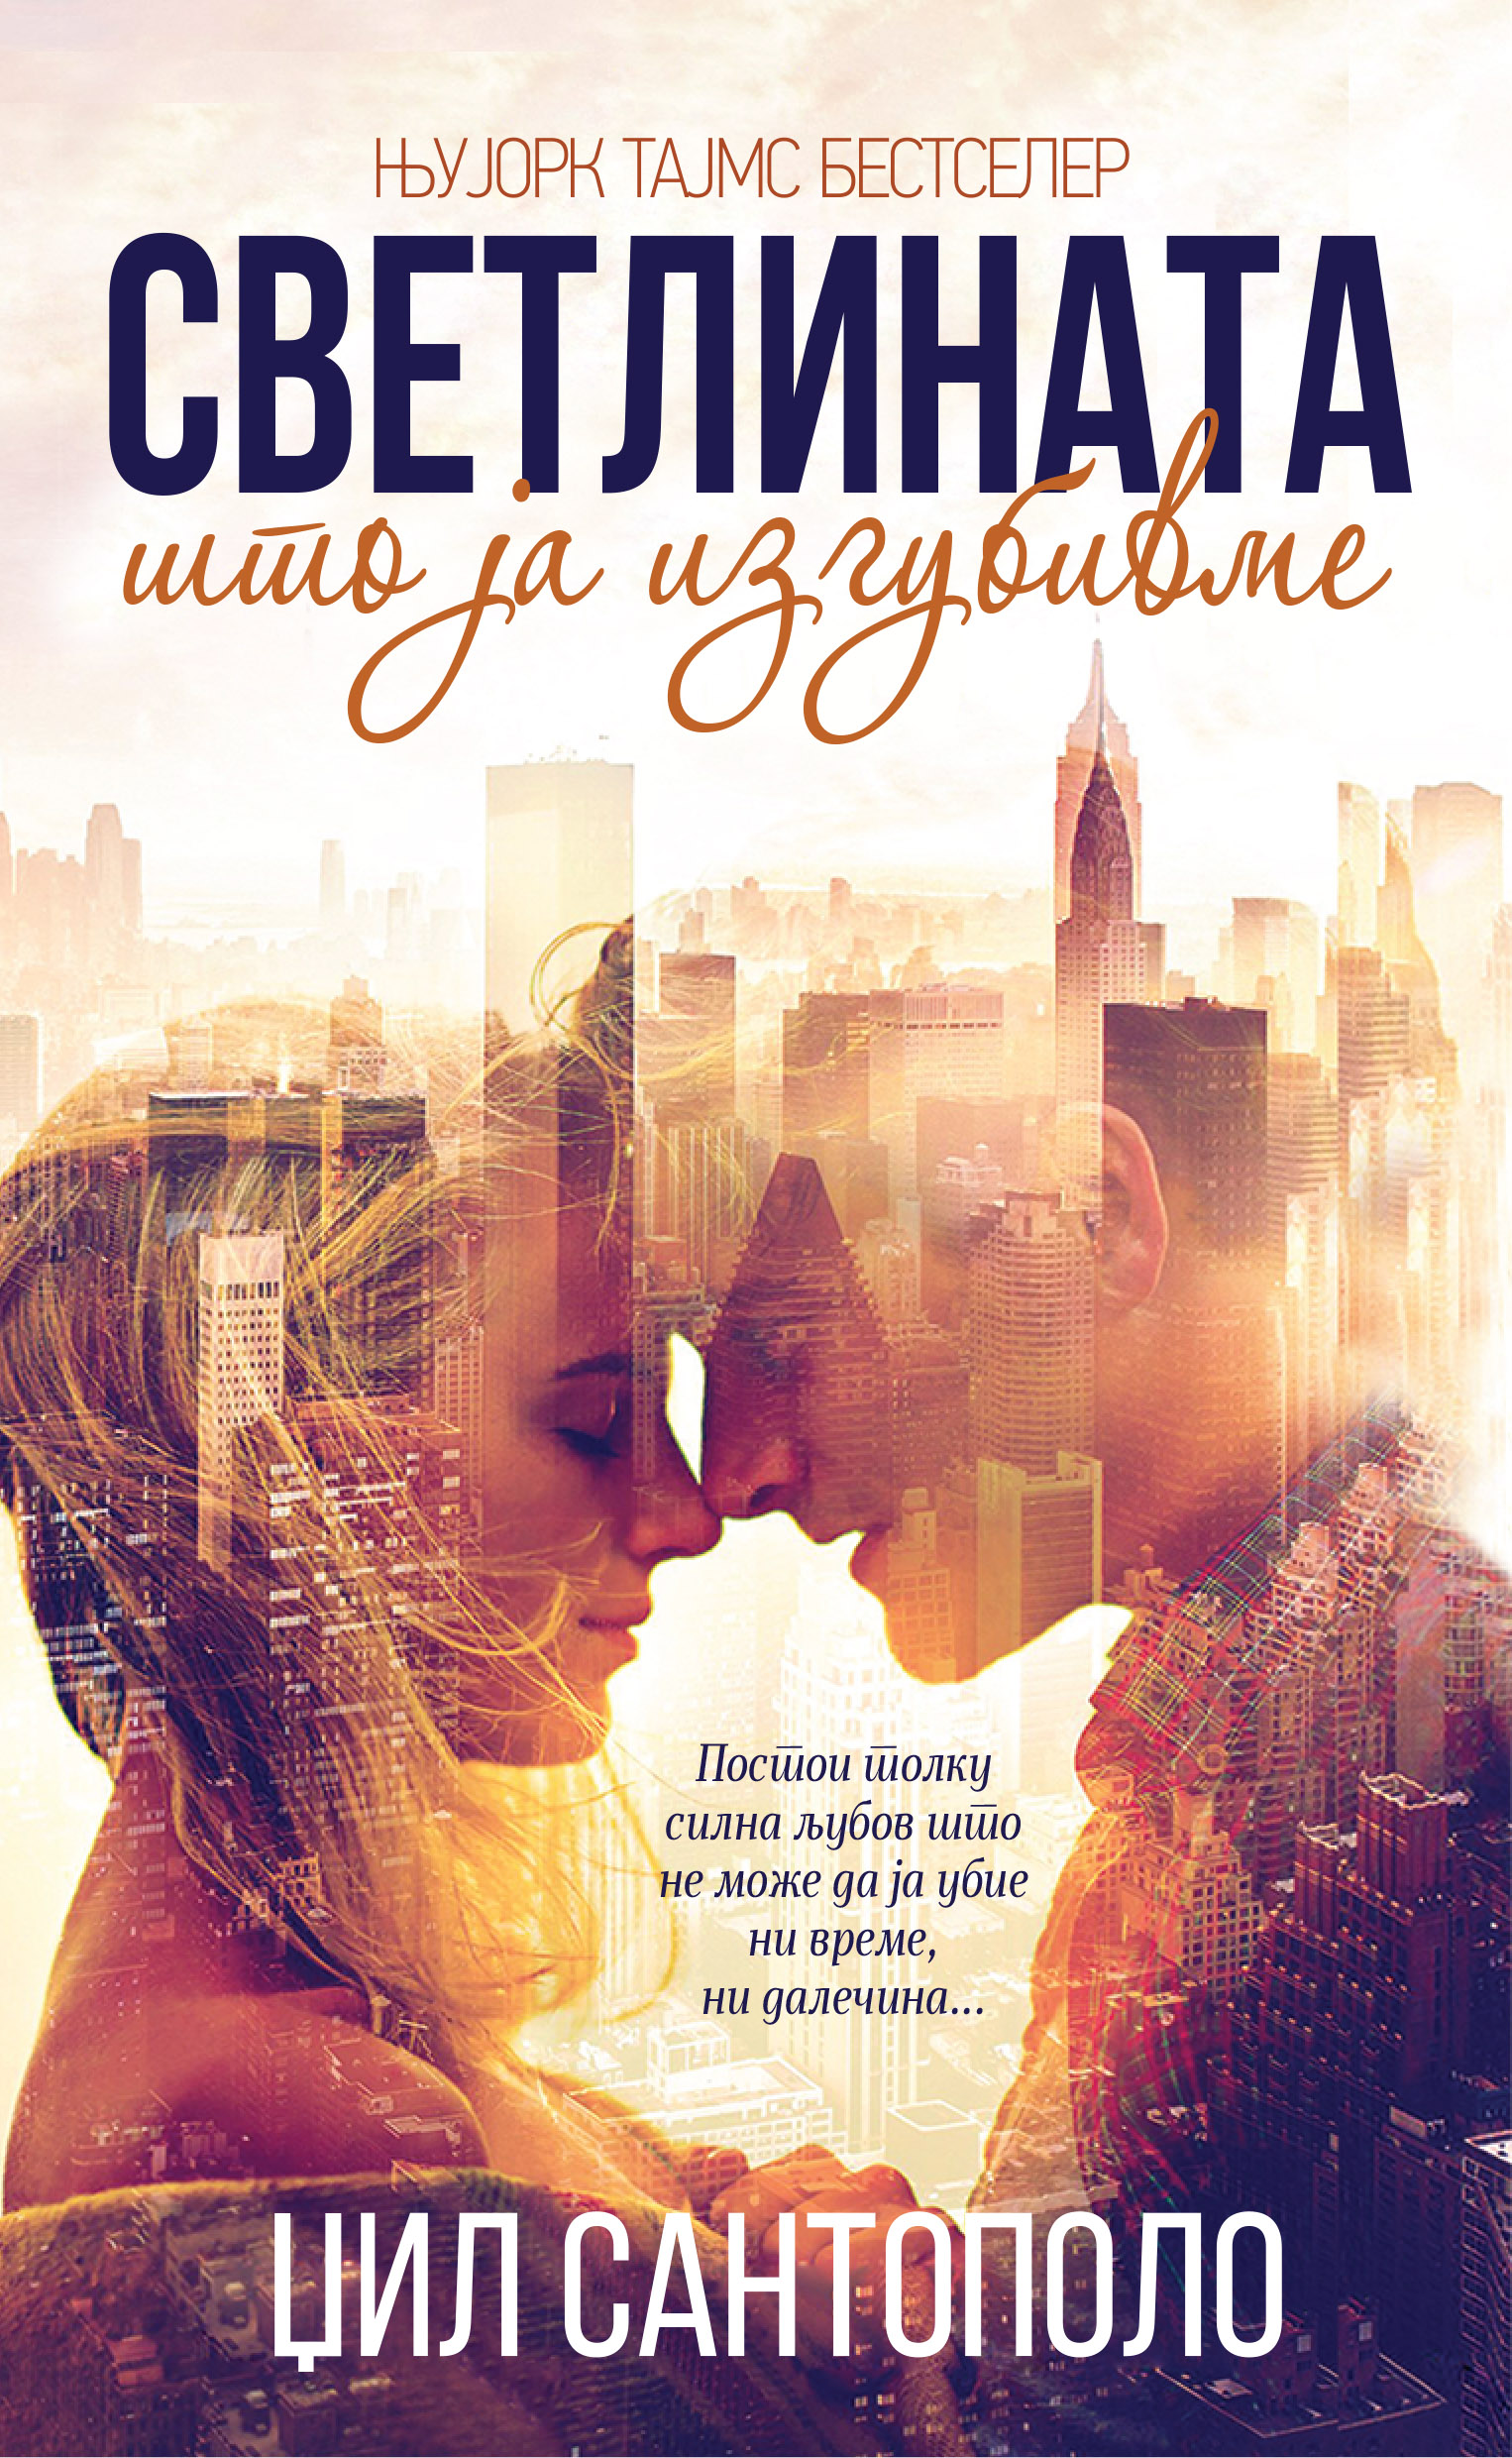 ЊУЈОРК ТАЈМС БЕСТСЕЛЕР
СВЕТЛИНАТА
што ја изгубивме
Постои толку
силна љубов што
не може да ја убие
ни време,
ни далечина...
ЏИЛ САНТОПОЛО